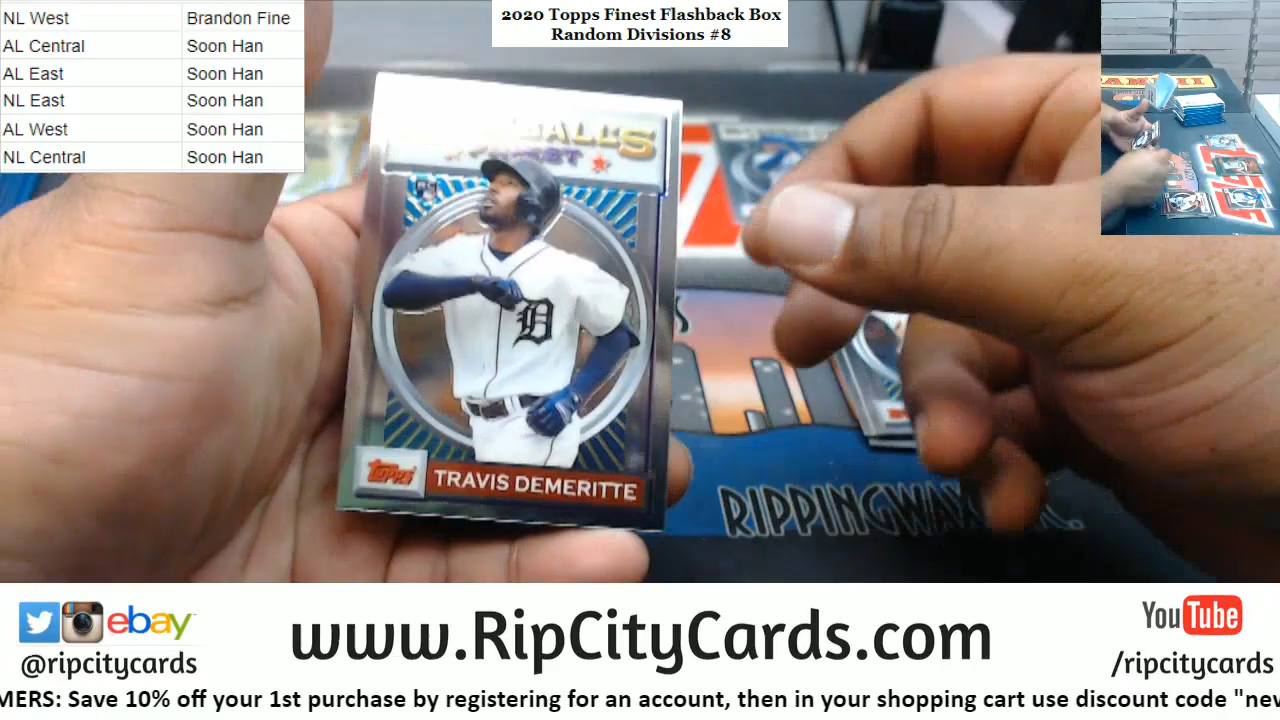 NL West Brandon Fine
AL Central Soon Han
AL East Soon Han
NL East Soon Han
AL West Soon Han
NL Central Soon Han
2020 Topps Finest Flashback Box
Random Divisions #8
RC
D
Topps
TRAVIS DEMERITTE
ebay
@ripcitycards
www.RipCityCards.com
YouTube
/ripcitycards
MERS: Save 10% off your 1st purchase by registering for an account, then in your shopping cart use discount code "nev